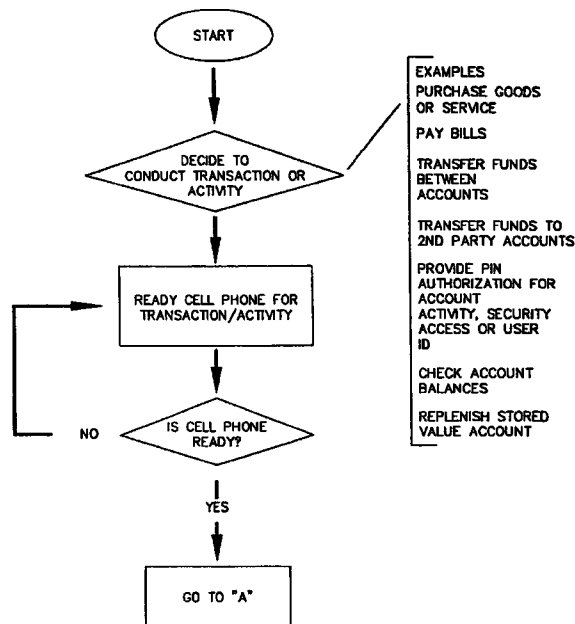 START
DECIDE TO
CONDUCT TRANSACTION OR
ACTIVITY
EXAMPLES
PURCHASE GOODS
OR SERVICE
PAY BILLS
TRANSFER FUNDS
BETWEEN
ACCOUNTS
TRANSFER FUNDS TO
2ND PARTY ACCOUNTS
PROVIDE PIN
AUTHORIZATION FOR
ACCOUNT
ACTIVITY, SECURITY
ACCESS OR USER
ID
CHECK ACCOUNT
BALANCES
REPLENISH STORED
VALUE ACCOUNT
READY CELL PHONE FOR
TRANSACTION/ACTIVITY
IS CELL PHONE
READY?
NO
YES
GO TO "A"